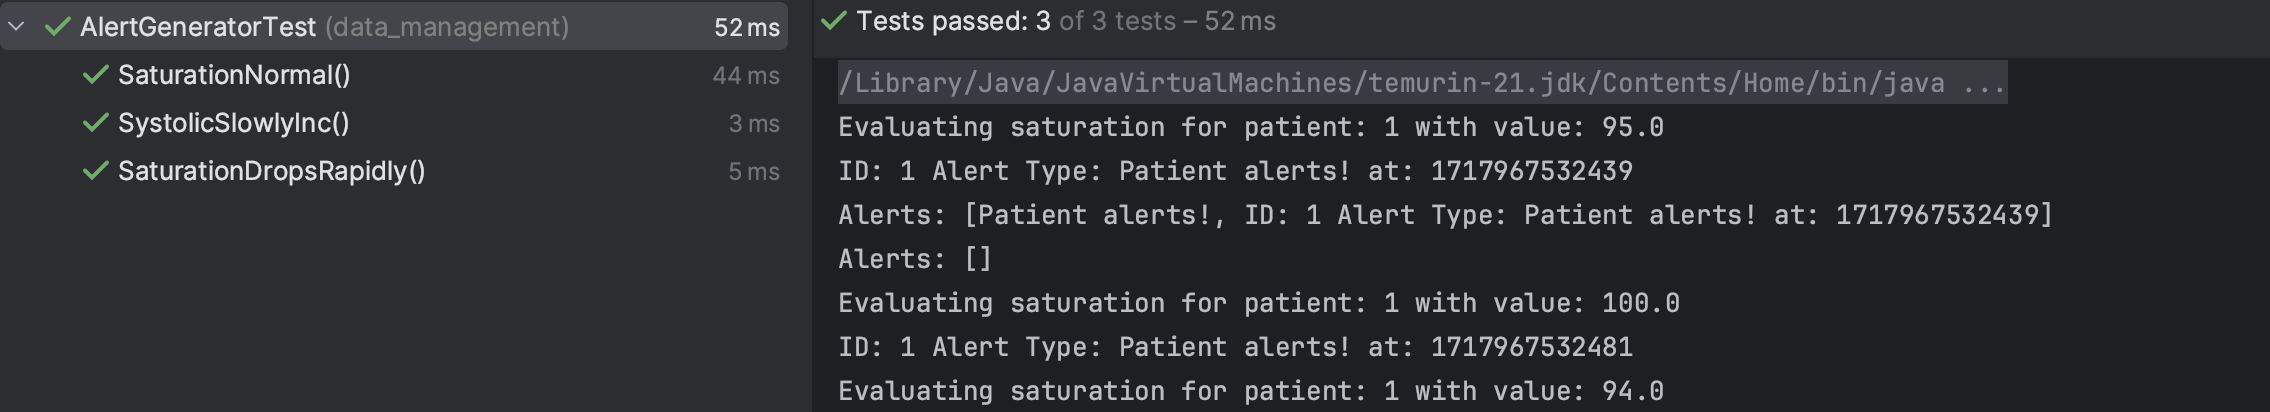 AlertGeneratorTest (data_management) 52 ms
SaturationNormal() 44 ms
SystolicSlowlyInc() 3 ms
SaturationDropsRapidly() 5 ms
Tests passed: 3 of 3 tests – 52 ms
/Library/Java/JavaVirtualMachines/temurin-21.jdk/Contents/Home/bin/java ...
Evaluating saturation for patient: 1 with value: 95.0
ID: 1 Alert Type: Patient alerts! at: 1717967532439
Alerts: [Patient alerts!, ID: 1 Alert Type: Patient alerts! at: 1717967532439]
Alerts: []
Evaluating saturation for patient: 1 with value: 100.0
ID: 1 Alert Type: Patient alerts! at: 1717967532481
Evaluating saturation for patient: 1 with value: 94.0